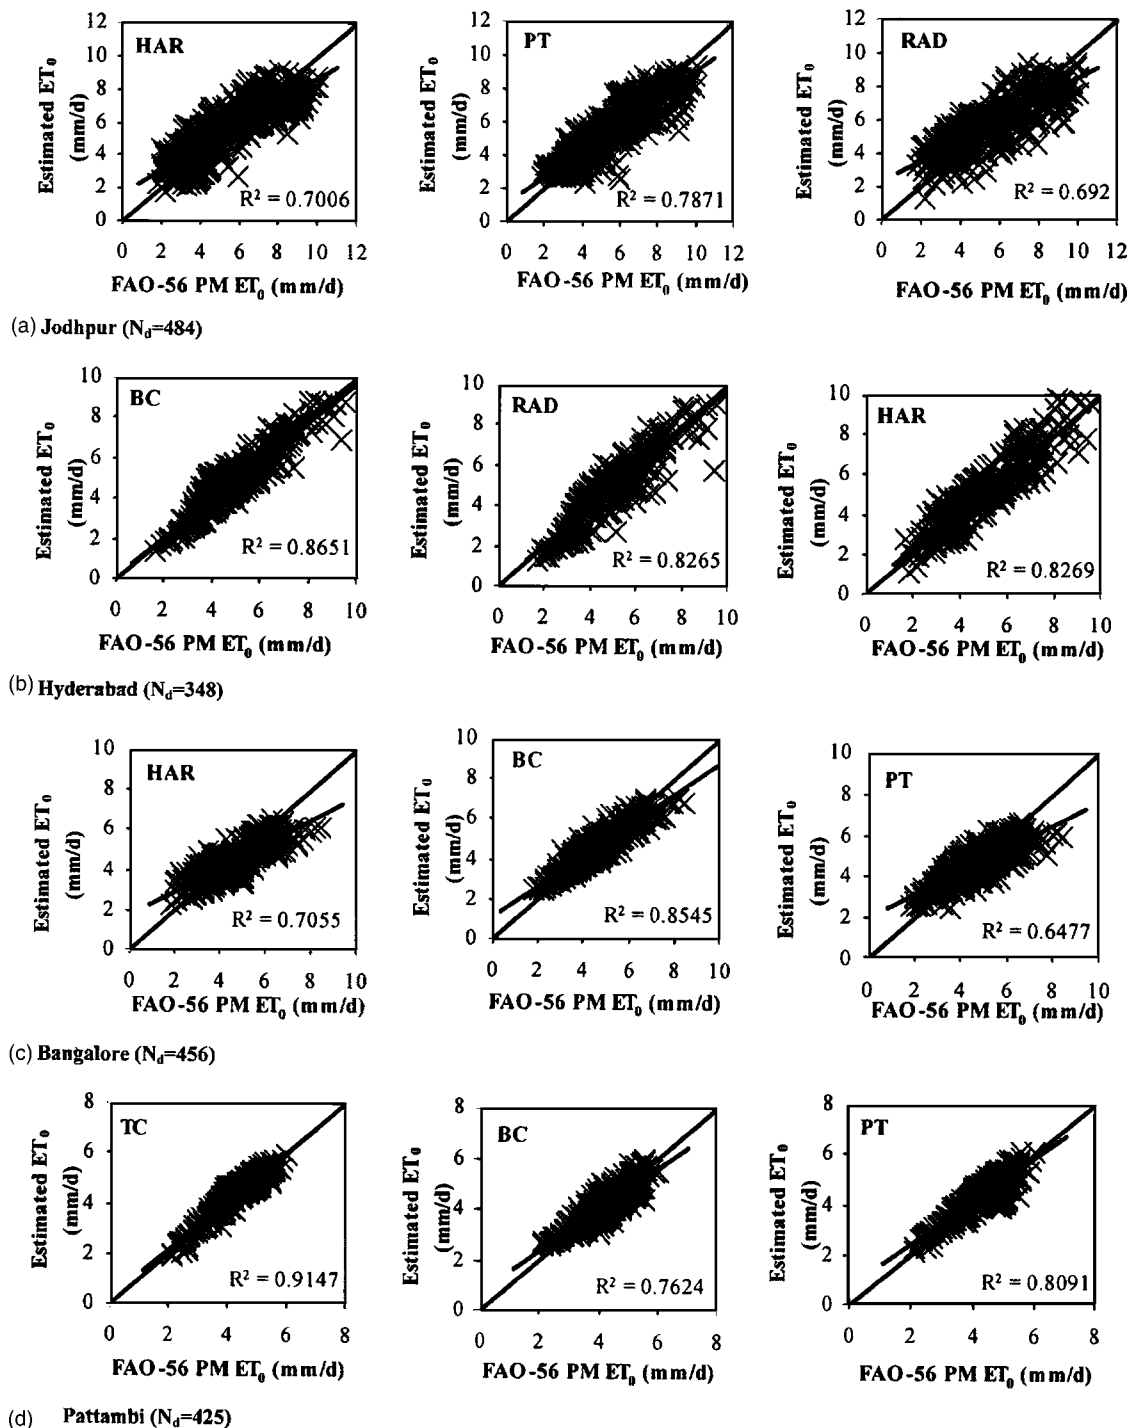 HAR
PT
RAD
Estimated ET₀ (mm/d)
12
10
8
6
4
2
0
R² = 0.7006
0 2 4 6 8 10 12
FAO-56 PM ET₀ (mm/d)
Estimated ET₀ (mm/d)
12
10
8
6
4
2
0
R² = 0.7871
0 2 4 6 8 10 12
FAO-56 PM ET₀ (mm/d)
Estimated ET₀ (mm/d)
12
10
8
6
4
2
0
R² = 0.692
0 2 4 6 8 10 12
FAO-56 PM ET₀ (mm/d)
(a) Jodhpur (N_d=484)
BC
RAD
HAR
Estimated ET₀ (mm/d)
10
8
6
4
2
0
R² = 0.8651
0 2 4 6 8 10
FAO-56 PM ET₀ (mm/d)
Estimated ET₀ (mm/d)
10
8
6
4
2
0
R² = 0.8265
0 2 4 6 8 10
FAO-56 PM ET₀ (mm/d)
Estimated ET₀ (mm/d)
10
8
6
4
2
0
R² = 0.8269
0 2 4 6 8 10
FAO-56 PM ET₀ (mm/d)
(b) Hyderabad (N_d=348)
HAR
BC
PT
Estimated ET₀ (mm/d)
10
8
6
4
2
0
R² = 0.7055
0 2 4 6 8 10
FAO-56 PM ET₀ (mm/d)
Estimated ET₀ (mm/d)
10
8
6
4
2
0
R² = 0.8545
0 2 4 6 8 10
FAO-56 PM ET₀ (mm/d)
Estimated ET₀ (mm/d)
10
8
6
4
2
0
R² = 0.6477
0 2 4 6 8 10
FAO-56 PM ET₀ (mm/d)
(c) Bangalore (N_d=456)
TC
BC
PT
Estimated ET₀ (mm/d)
8
6
4
2
0
R² = 0.9147
0 2 4 6 8
FAO-56 PM ET₀ (mm/d)
Estimated ET₀ (mm/d)
8
6
4
2
0
R² = 0.7624
0 2 4 6 8
FAO-56 PM ET₀ (mm/d)
Estimated ET₀ (mm/d)
8
6
4
2
0
R² = 0.8091
0 2 4 6 8
FAO-56 PM ET₀ (mm/d)
(d) Pattambi (N_d=425)